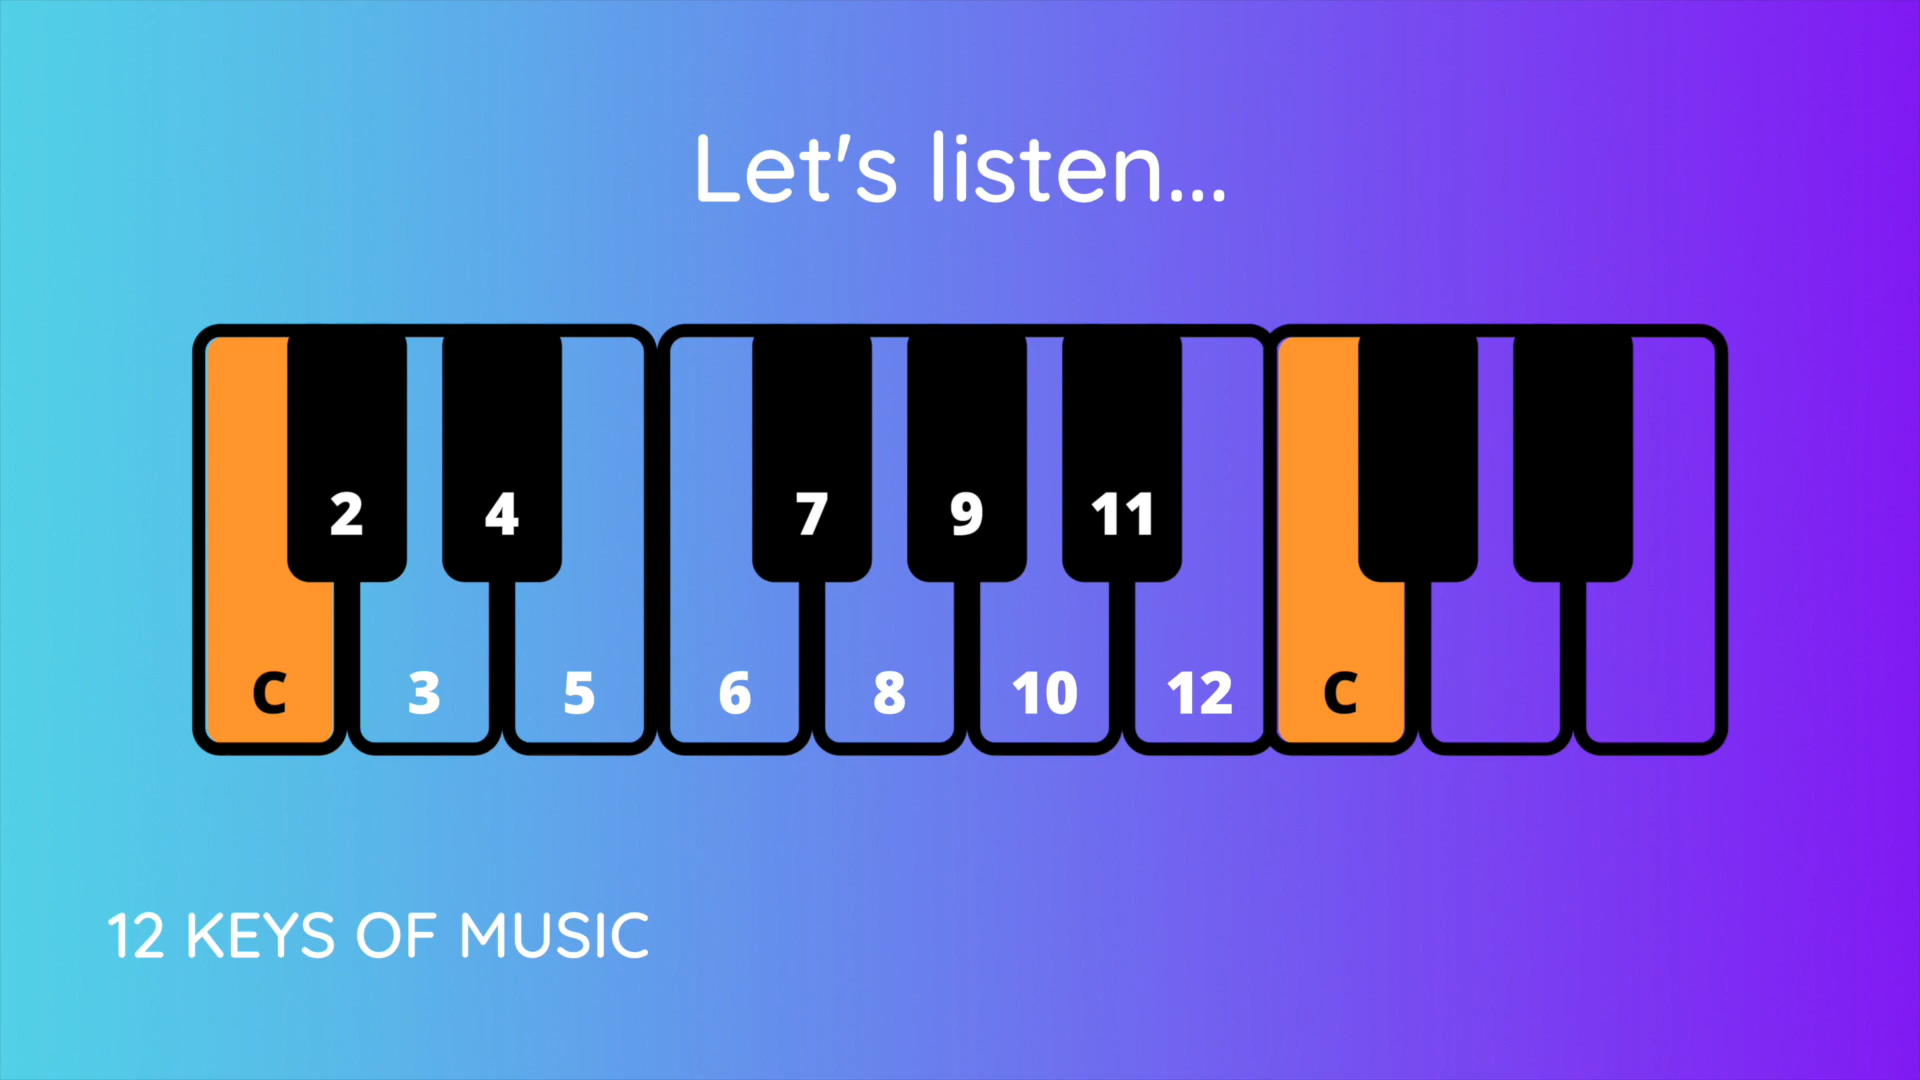 Let's listen...
2 4 7 9 11
C 3 5 6 8 10 12 C
12 KEYS OF MUSIC